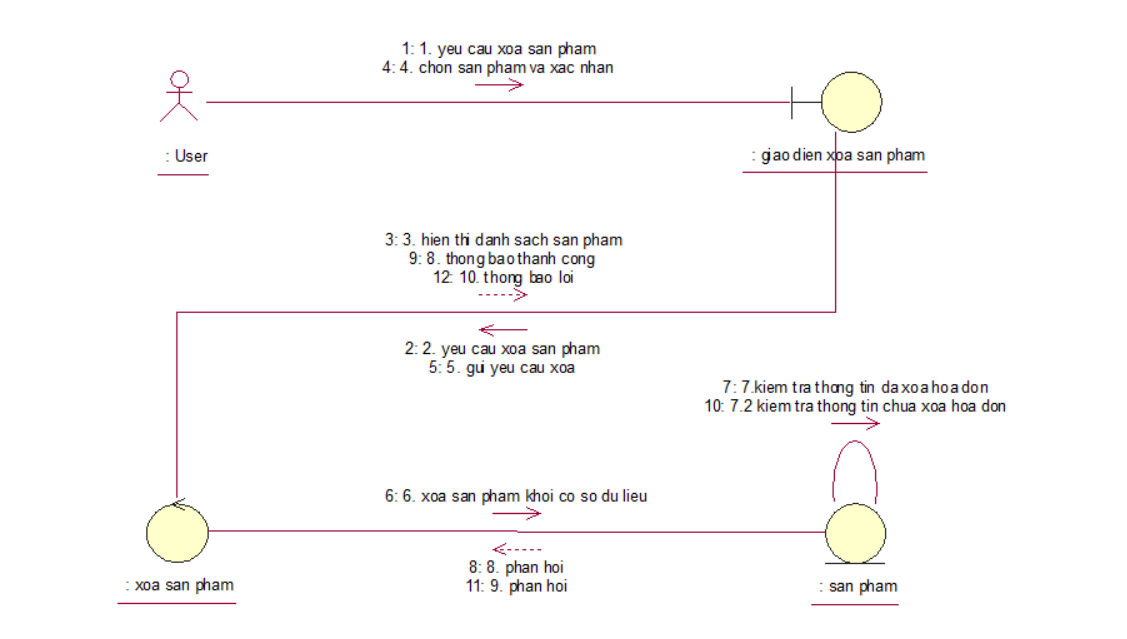 1: 1. yeu cau xoa san pham
4: 4. chon san pham va xac nhan
: User
: giao dien xoa san pham
3: 3. hien thi danh sach san pham
9: 8. thong bao thanh cong
12: 10. thong bao loi
2: 2. yeu cau xoa san pham
5: 5. gui yeu cau xoa
7: 7.kiem tra thong tin da xoa hoa don
10: 7.2 kiem tra thong tin chua xoa hoa don
6: 6. xoa san pham khoi co so du lieu
8: 8. phan hoi
11: 9. phan hoi
: xoa san pham
: san pham